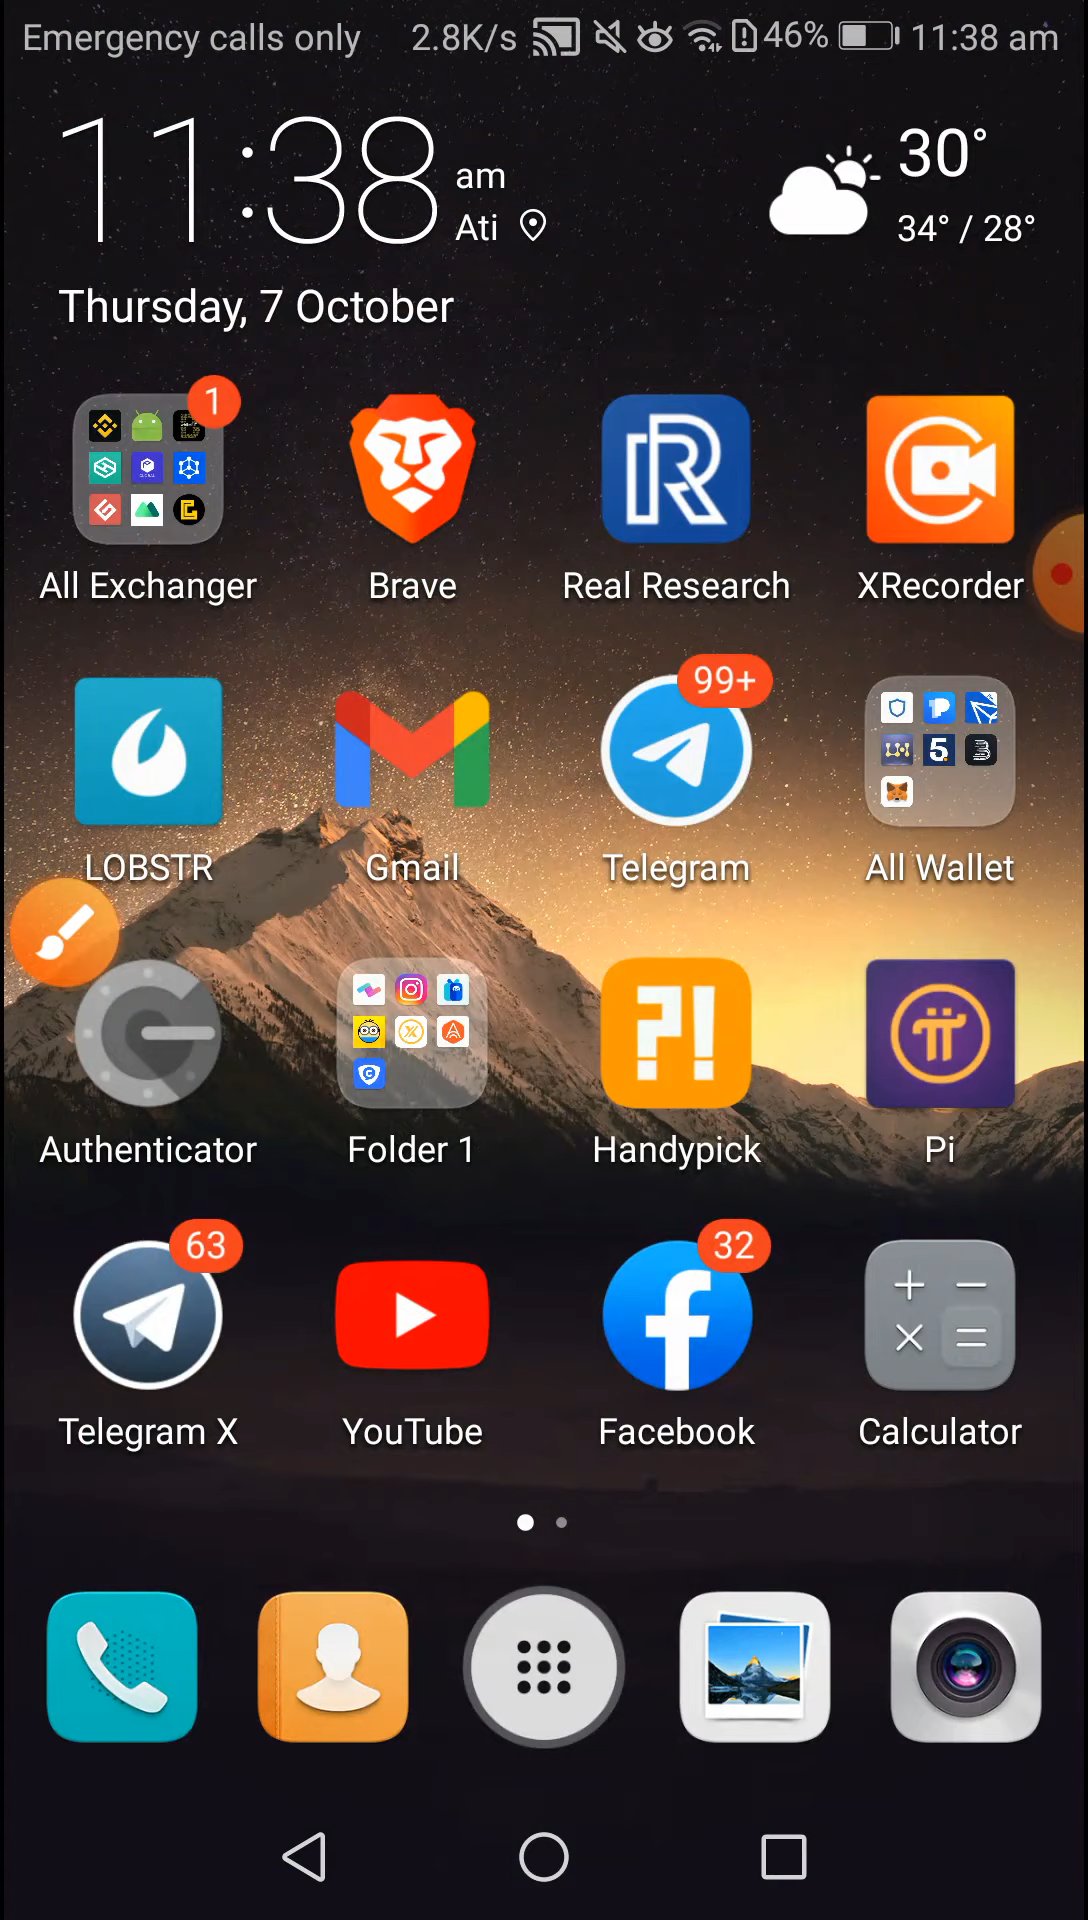 Emergency calls only 2.8K/s 46% 11:38 am
11:38 am
Ati
30°
34° / 28°
Thursday, 7 October
1
All Exchanger Brave Real Research XRecorder
99+
LOBSTR Gmail Telegram All Wallet
Authenticator Folder 1 Handypick Pi
63 32
Telegram X YouTube Facebook Calculator